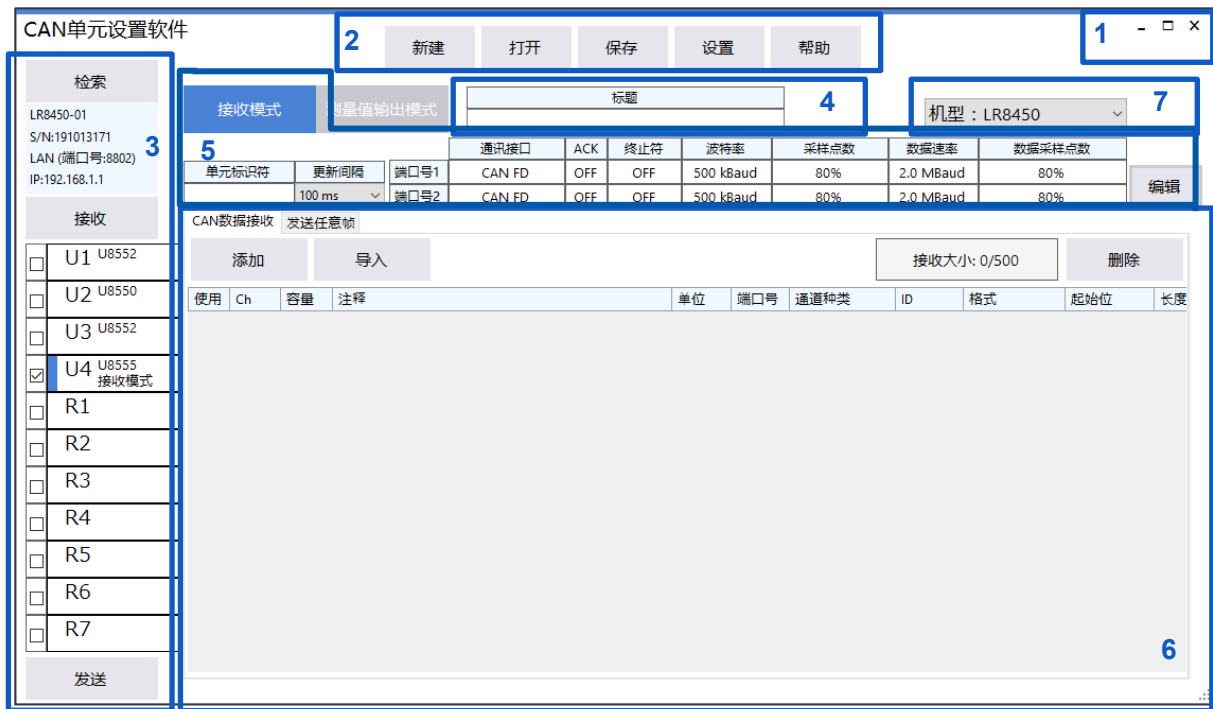 CAN单元设置软件
1
2
新建 打开 保存 设置 帮助
检索
LR8450-01
S/N:191013171
LAN (端口号:8802)
IP:192.168.1.1
3
接收
U1 U8552
U2 U8550
U3 U8552
U4 U8555
接收模式
R1
R2
R3
R4
R5
R6
R7
发送
接收模式 测量值输出模式
标题
4
机型：LR8450
7
5
通讯接口 ACK 终止符 波特率 采样点数 数据速率 数据采样点数
单元标识符 更新间隔 端口号1 CAN FD OFF OFF 500 kBaud 80% 2.0 MBaud 80%
100 ms 端口号2 CAN FD OFF OFF 500 kBaud 80% 2.0 MBaud 80%
编辑
CAN数据接收 发送任意帧
添加 导入 接收大小: 0/500 删除
使用 Ch 容量 注释 单位 端口号 通道种类 ID 格式 起始位 长度
6